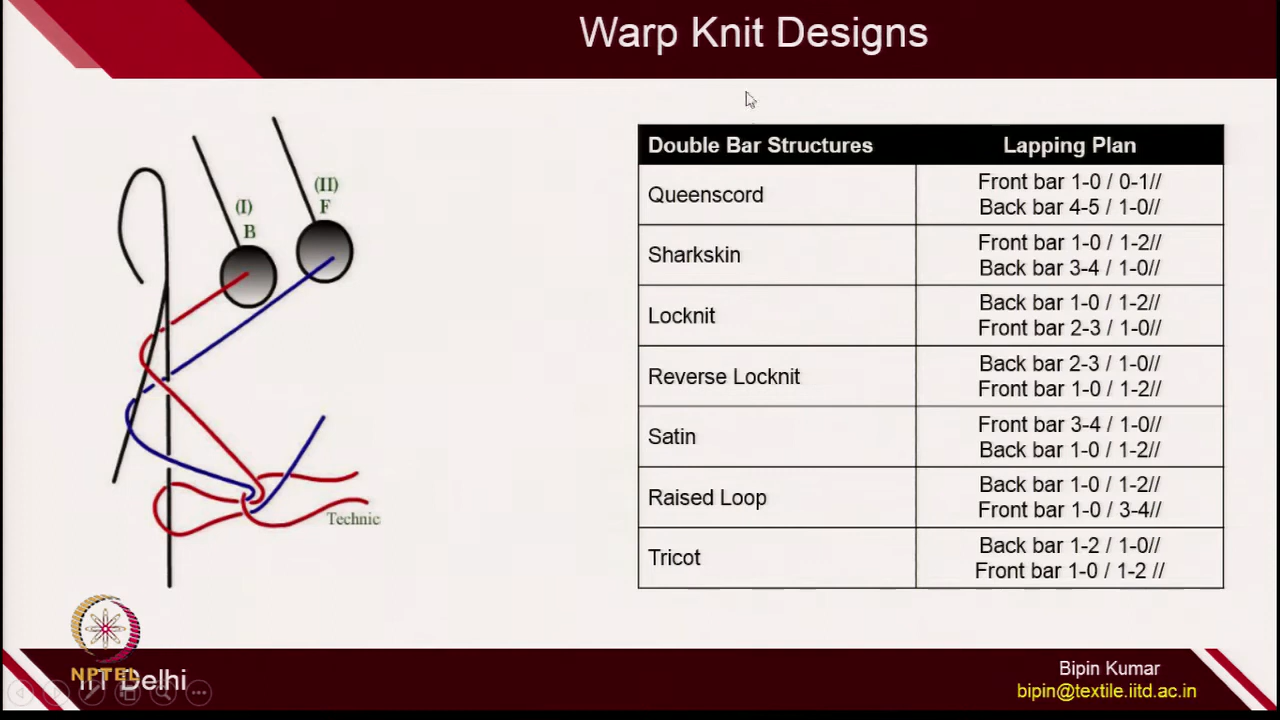 Warp Knit Designs
(I)
B
(II)
F
Technic
Double Bar Structures Lapping Plan
Queenscord Front bar 1-0 / 0-1//
Back bar 4-5 / 1-0//
Sharkskin Front bar 1-0 / 1-2//
Back bar 3-4 / 1-0//
Locknit Back bar 1-0 / 1-2//
Front bar 2-3 / 1-0//
Reverse Locknit Back bar 2-3 / 1-0//
Front bar 1-0 / 1-2//
Satin Front bar 3-4 / 1-0//
Back bar 1-0 / 1-2//
Raised Loop Back bar 1-0 / 1-2//
Front bar 1-0 / 3-4//
Tricot Back bar 1-2 / 1-0//
Front bar 1-0 / 1-2 //
NPTEL
IIT Delhi
Bipin Kumar
bipin@textile.iitd.ac.in